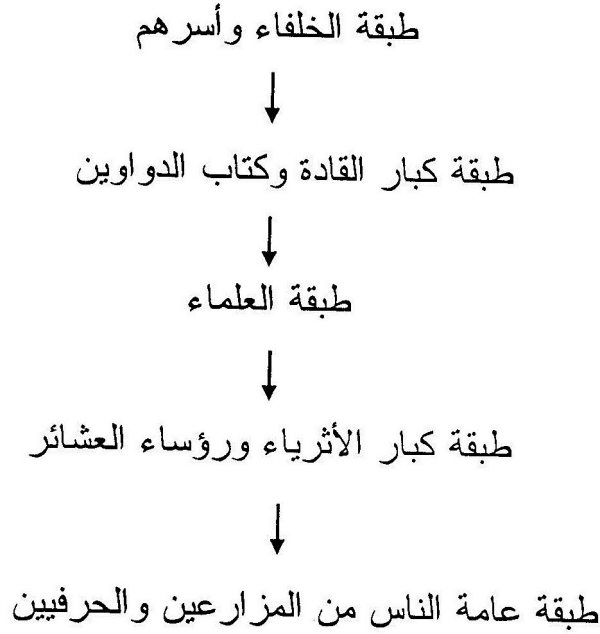 طبقة الخلفاء وأسرهم
طبقة كبار القادة وكتاب الدواوين
طبقة العلماء
طبقة كبار الأثرياء ورؤساء العشائر
طبقة عامة الناس من المزارعين والحرفيين